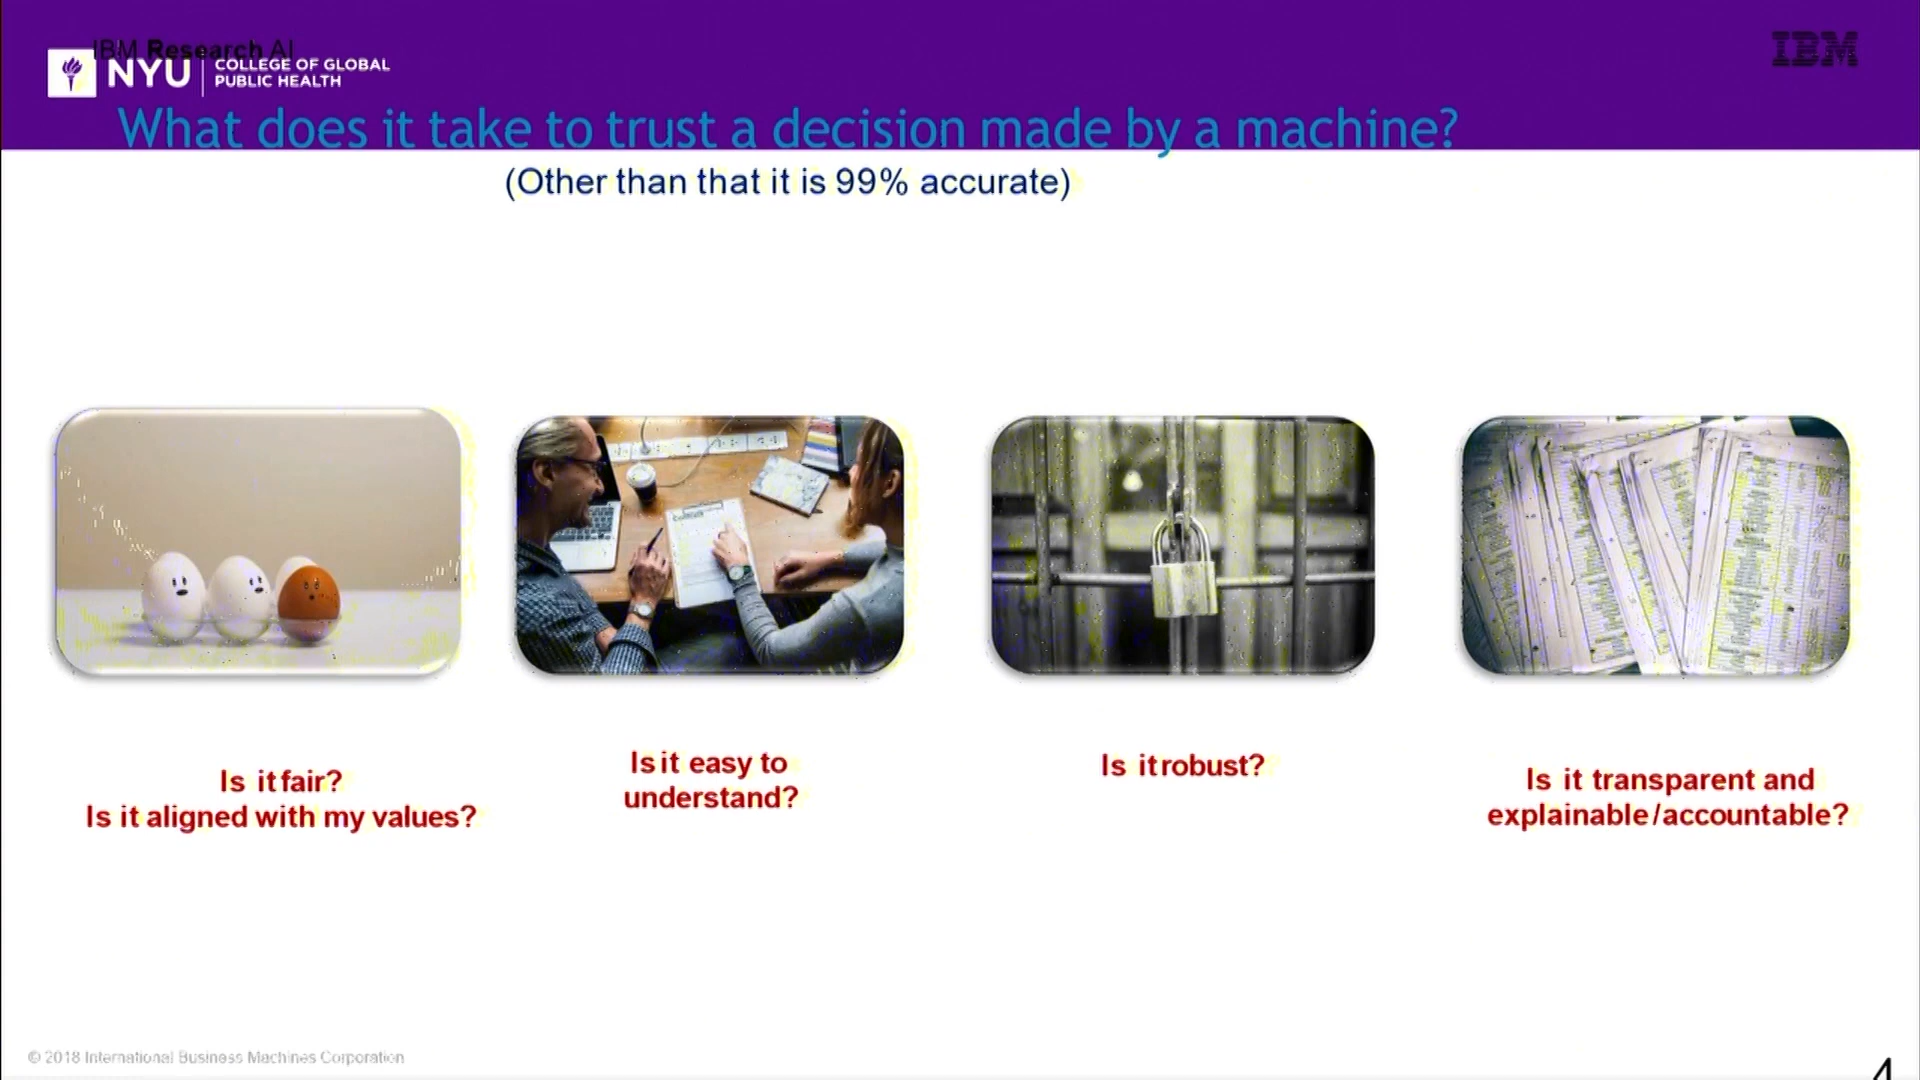 IBM Research AI
NYU
COLLEGE OF GLOBAL
PUBLIC HEALTH
IBM
What does it take to trust a decision made by a machine?
(Other than that it is 99% accurate)
Is it fair?
Is it aligned with my values?
Is it easy to
understand?
Is it robust?
Is it transparent and
explainable/accountable?
© 2018 International Business Machines Corporation
4